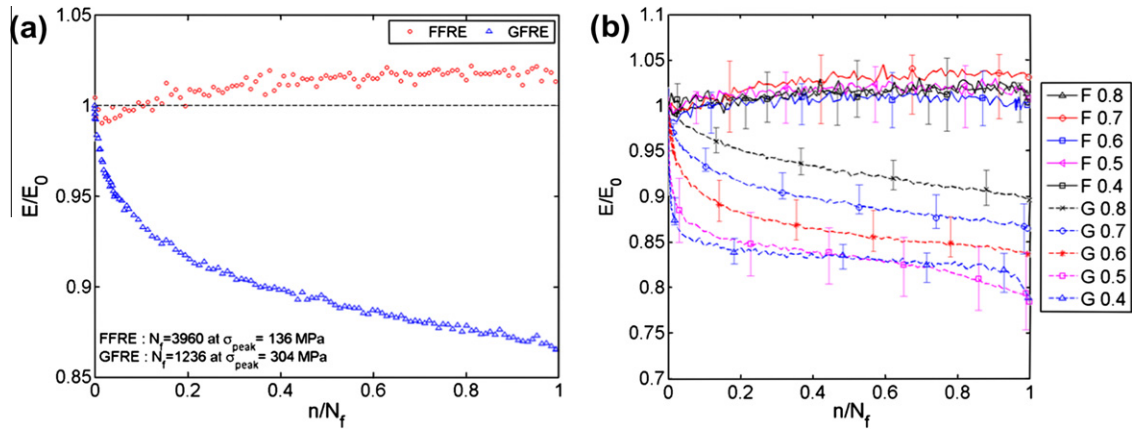 (a)
1.05
1
0.95
0.9
0.85
E/E0
FFRE GFRE
FFRE : Nf=3960 at σpeak= 136 MPa
GFRE : Nf=1236 at σpeak= 304 MPa
0 0.2 0.4 0.6 0.8 1
n/Nf
(b)
1.1
1.05
1
0.95
0.9
0.85
0.8
0.75
0.7
E/E0
0 0.2 0.4 0.6 0.8 1
n/Nf
F 0.8
F 0.7
F 0.6
F 0.5
F 0.4
G 0.8
G 0.7
G 0.6
G 0.5
G 0.4